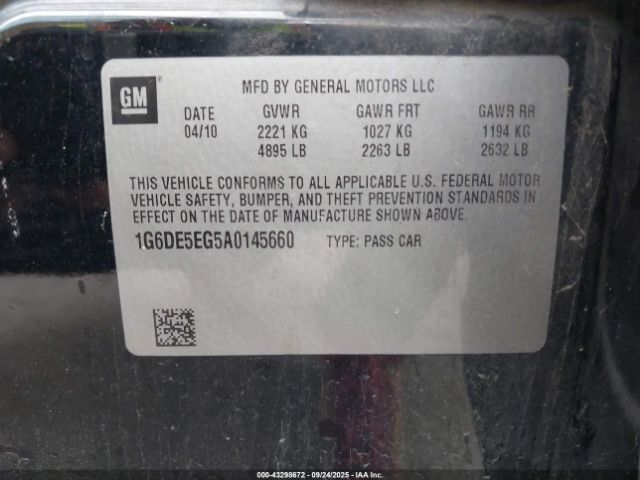 GM
MFD BY GENERAL MOTORS LLC
DATE GVWR GAWR FRT GAWR RR
04/10 2221 KG 1027 KG 1194 KG
4895 LB 2263 LB 2632 LB
THIS VEHICLE CONFORMS TO ALL APPLICABLE U.S. FEDERAL MOTOR
VEHICLE SAFETY, BUMPER, AND THEFT PREVENTION STANDARDS IN
EFFECT ON THE DATE OF MANUFACTURE SHOWN ABOVE.
1G6DE5EG5A0145660 TYPE: PASS CAR
000-43298672 - 09/24/2025 - IAA Inc.